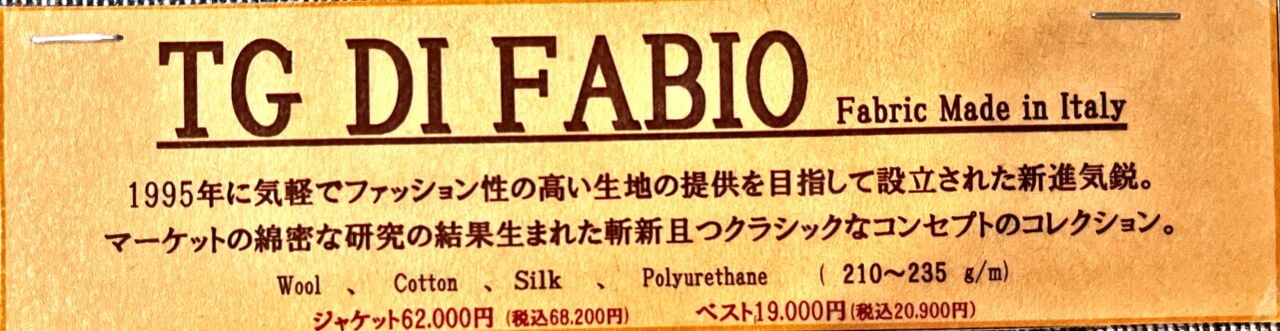 TG DI FABIO Fabric Made in Italy
1995年に気軽でファッション性の高い生地の提供を目指して設立された新進気鋭。
マーケットの綿密な研究の結果生まれた斬新且つクラシックなコンセプトのコレクション。
Wool 、 Cotton 、 Silk 、 Polyurethane ( 210～235 g/m)
ジャケット62.000円 (税込68.200円) ベスト19.000円(税込20.900円)